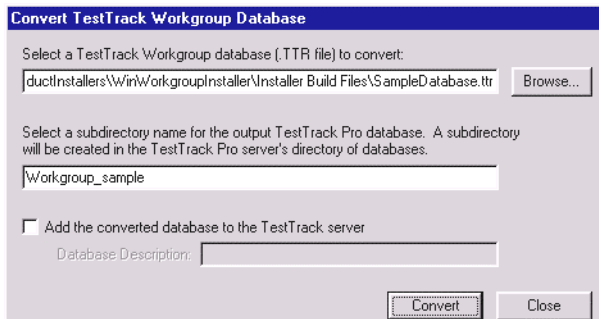 Convert TestTrack Workgroup Database
Select a TestTrack Workgroup database (.TTR file) to convert:
ductInstallers\WinWorkgroupInstaller\Installer Build Files\SampleDatabase.ttr
Browse...
Select a subdirectory name for the output TestTrack Pro database. A subdirectory
will be created in the TestTrack Pro server's directory of databases.
Workgroup_sample
Add the converted database to the TestTrack server
Database Description:
Convert
Close